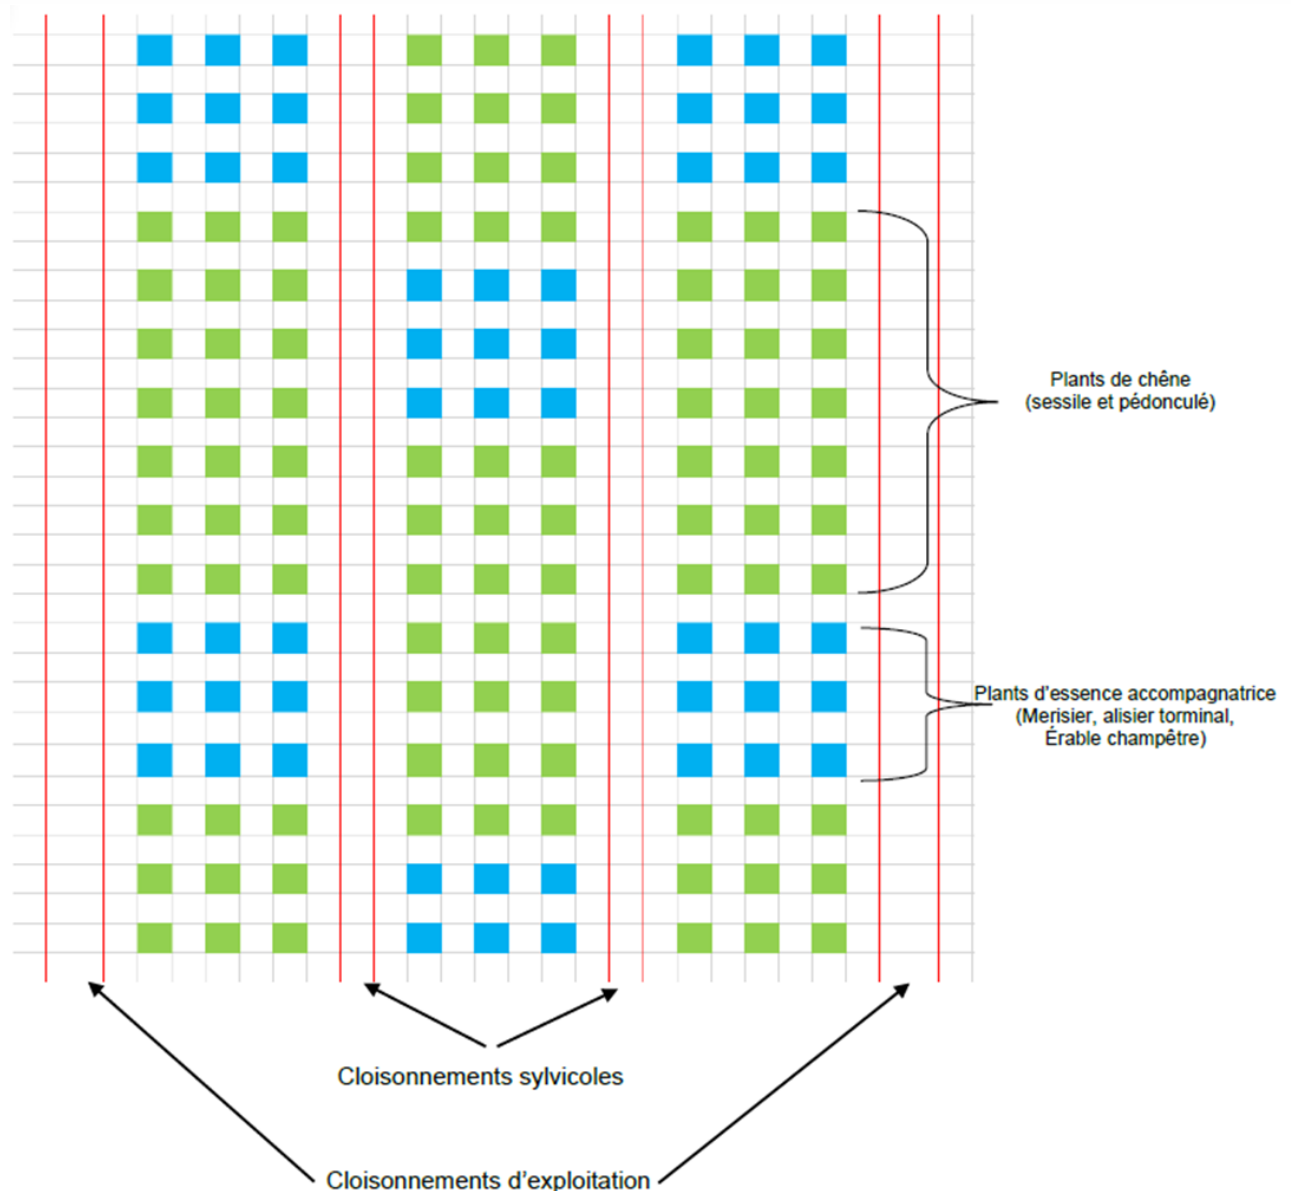 Plants de chêne
(sessile et pédonculé)
Plants d'essence accompagnatrice
(Merisier, alisier torminal,
Érable champêtre)
Cloisonnements sylvicoles
Cloisonnements d'exploitation